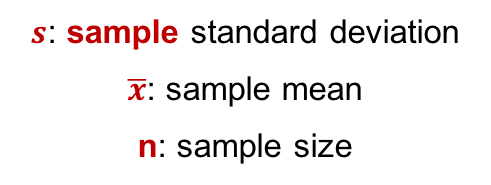 s: sample standard deviation
x̅: sample mean
n: sample size